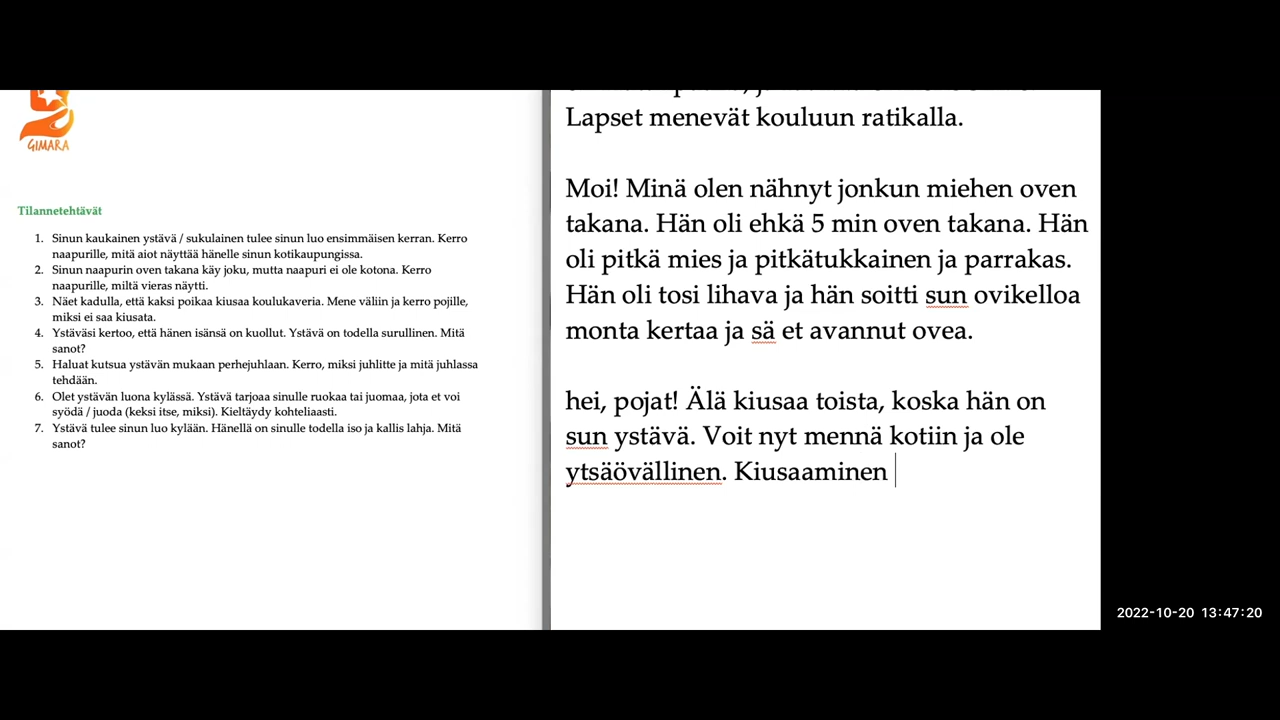 GIMARA
Tilannetehtävät
1. Sinun kaukainen ystävä / sukulainen tulee sinun luo ensimmäisen kerran. Kerro
naapurille, mitä aiot näyttää hänelle sinun kotikaupungissa.
2. Sinun naapurin oven takana käy joku, mutta naapuri ei ole kotona. Kerro
naapurille, miltä vieras näytti.
3. Näet kadulla, että kaksi poikaa kiusaa koulukaveria. Mene väliin ja kerro pojille,
miksi ei saa kiusata.
4. Ystäväsi kertoo, että hänen isänsä on kuollut. Ystävä on todella surullinen. Mitä
sanot?
5. Haluat kutsua ystävän mukaan perhejuhlaan. Kerro, miksi juhlitte ja mitä juhlassa
tehdään.
6. Olet ystävän luona kylässä. Ystävä tarjoaa sinulle ruokaa tai juomaa, jota et voi
syödä / juoda (keksi itse, miksi). Kieltäydy kohteliaasti.
7. Ystävä tulee sinun luo kylään. Hänellä on sinulle todella iso ja kallis lahja. Mitä
sanot?
Lapset menevät kouluun ratikalla.
Moi! Minä olen nähnyt jonkun miehen oven
takana. Hän oli ehkä 5 min oven takana. Hän
oli pitkä mies ja pitkätukkainen ja parrakas.
Hän oli tosi lihava ja hän soitti sun ovikelloa
monta kertaa ja sä et avannut ovea.
hei, pojat! Älä kiusaa toista, koska hän on
sun ystävä. Voit nyt mennä kotiin ja ole
ytsäövällinen. Kiusaaminen
2022-10-20 13:47:20